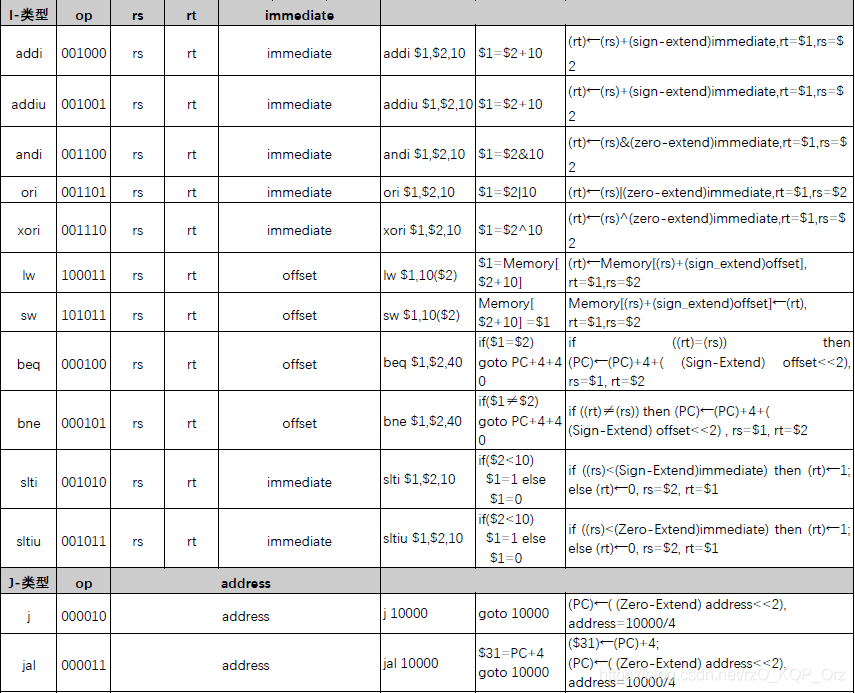 I-类型 op rs rt immediate
addi 001000 rs rt immediate addi $1,$2,10 $1=$2+10 (rt)←(rs)+(sign-extend)immediate,rt=$1,rs=$
2
addiu 001001 rs rt immediate addiu $1,$2,10 $1=$2+10 (rt)←(rs)+(sign-extend)immediate,rt=$1,rs=$
2
andi 001100 rs rt immediate andi $1,$2,10 $1=$2&10 (rt)←(rs)&(zero-extend)immediate,rt=$1,rs=$
2
ori 001101 rs rt immediate ori $1,$2,10 $1=$2|10 (rt)←(rs)|(zero-extend)immediate,rt=$1,rs=$2
xori 001110 rs rt immediate xori $1,$2,10 $1=$2^10 (rt)←(rs)^(zero-extend)immediate,rt=$1,rs=$
2
lw 100011 rs rt offset lw $1,10($2) $1=Memory[
$2+10]
(rt)←Memory[(rs)+(sign_extend)offset],
rt=$1,rs=$2
sw 101011 rs rt offset sw $1,10($2) Memory[
$2+10] =$1
Memory[(rs)+(sign_extend)offset]←(rt),
rt=$1,rs=$2
beq 000100 rs rt offset beq $1,$2,40 if($1=$2)
goto PC+4+4
0
if ((rt)=(rs)) then
(PC)←(PC)+4+( (Sign-Extend) offset<<2),
rs=$1, rt=$2
bne 000101 rs rt offset bne $1,$2,40 if($1≠$2)
goto PC+4+4
0
if ((rt)≠(rs)) then (PC)←(PC)+4+(
(Sign-Extend) offset<<2) , rs=$1, rt=$2
slti 001010 rs rt immediate slti $1,$2,10 if($2<10)
$1=1 else
$1=0
if ((rs)<(Sign-Extend)immediate) then (rt)←1;
else (rt)←0, rs=$2, rt=$1
sltiu 001011 rs rt immediate sltiu $1,$2,10 if($2<10)
$1=1 else
$1=0
if ((rs)<(Zero-Extend)immediate) then (rt)←1;
else (rt)←0, rs=$2, rt=$1
J-类型 op address
j 000010 address j 10000 goto 10000 (PC)←( (Zero-Extend) address<<2),
address=10000/4
jal 000011 address jal 10000 $31=PC+4
goto 10000
($31)←(PC)+4;
(PC)←( (Zero-Extend) address<<2),
address=10000/4